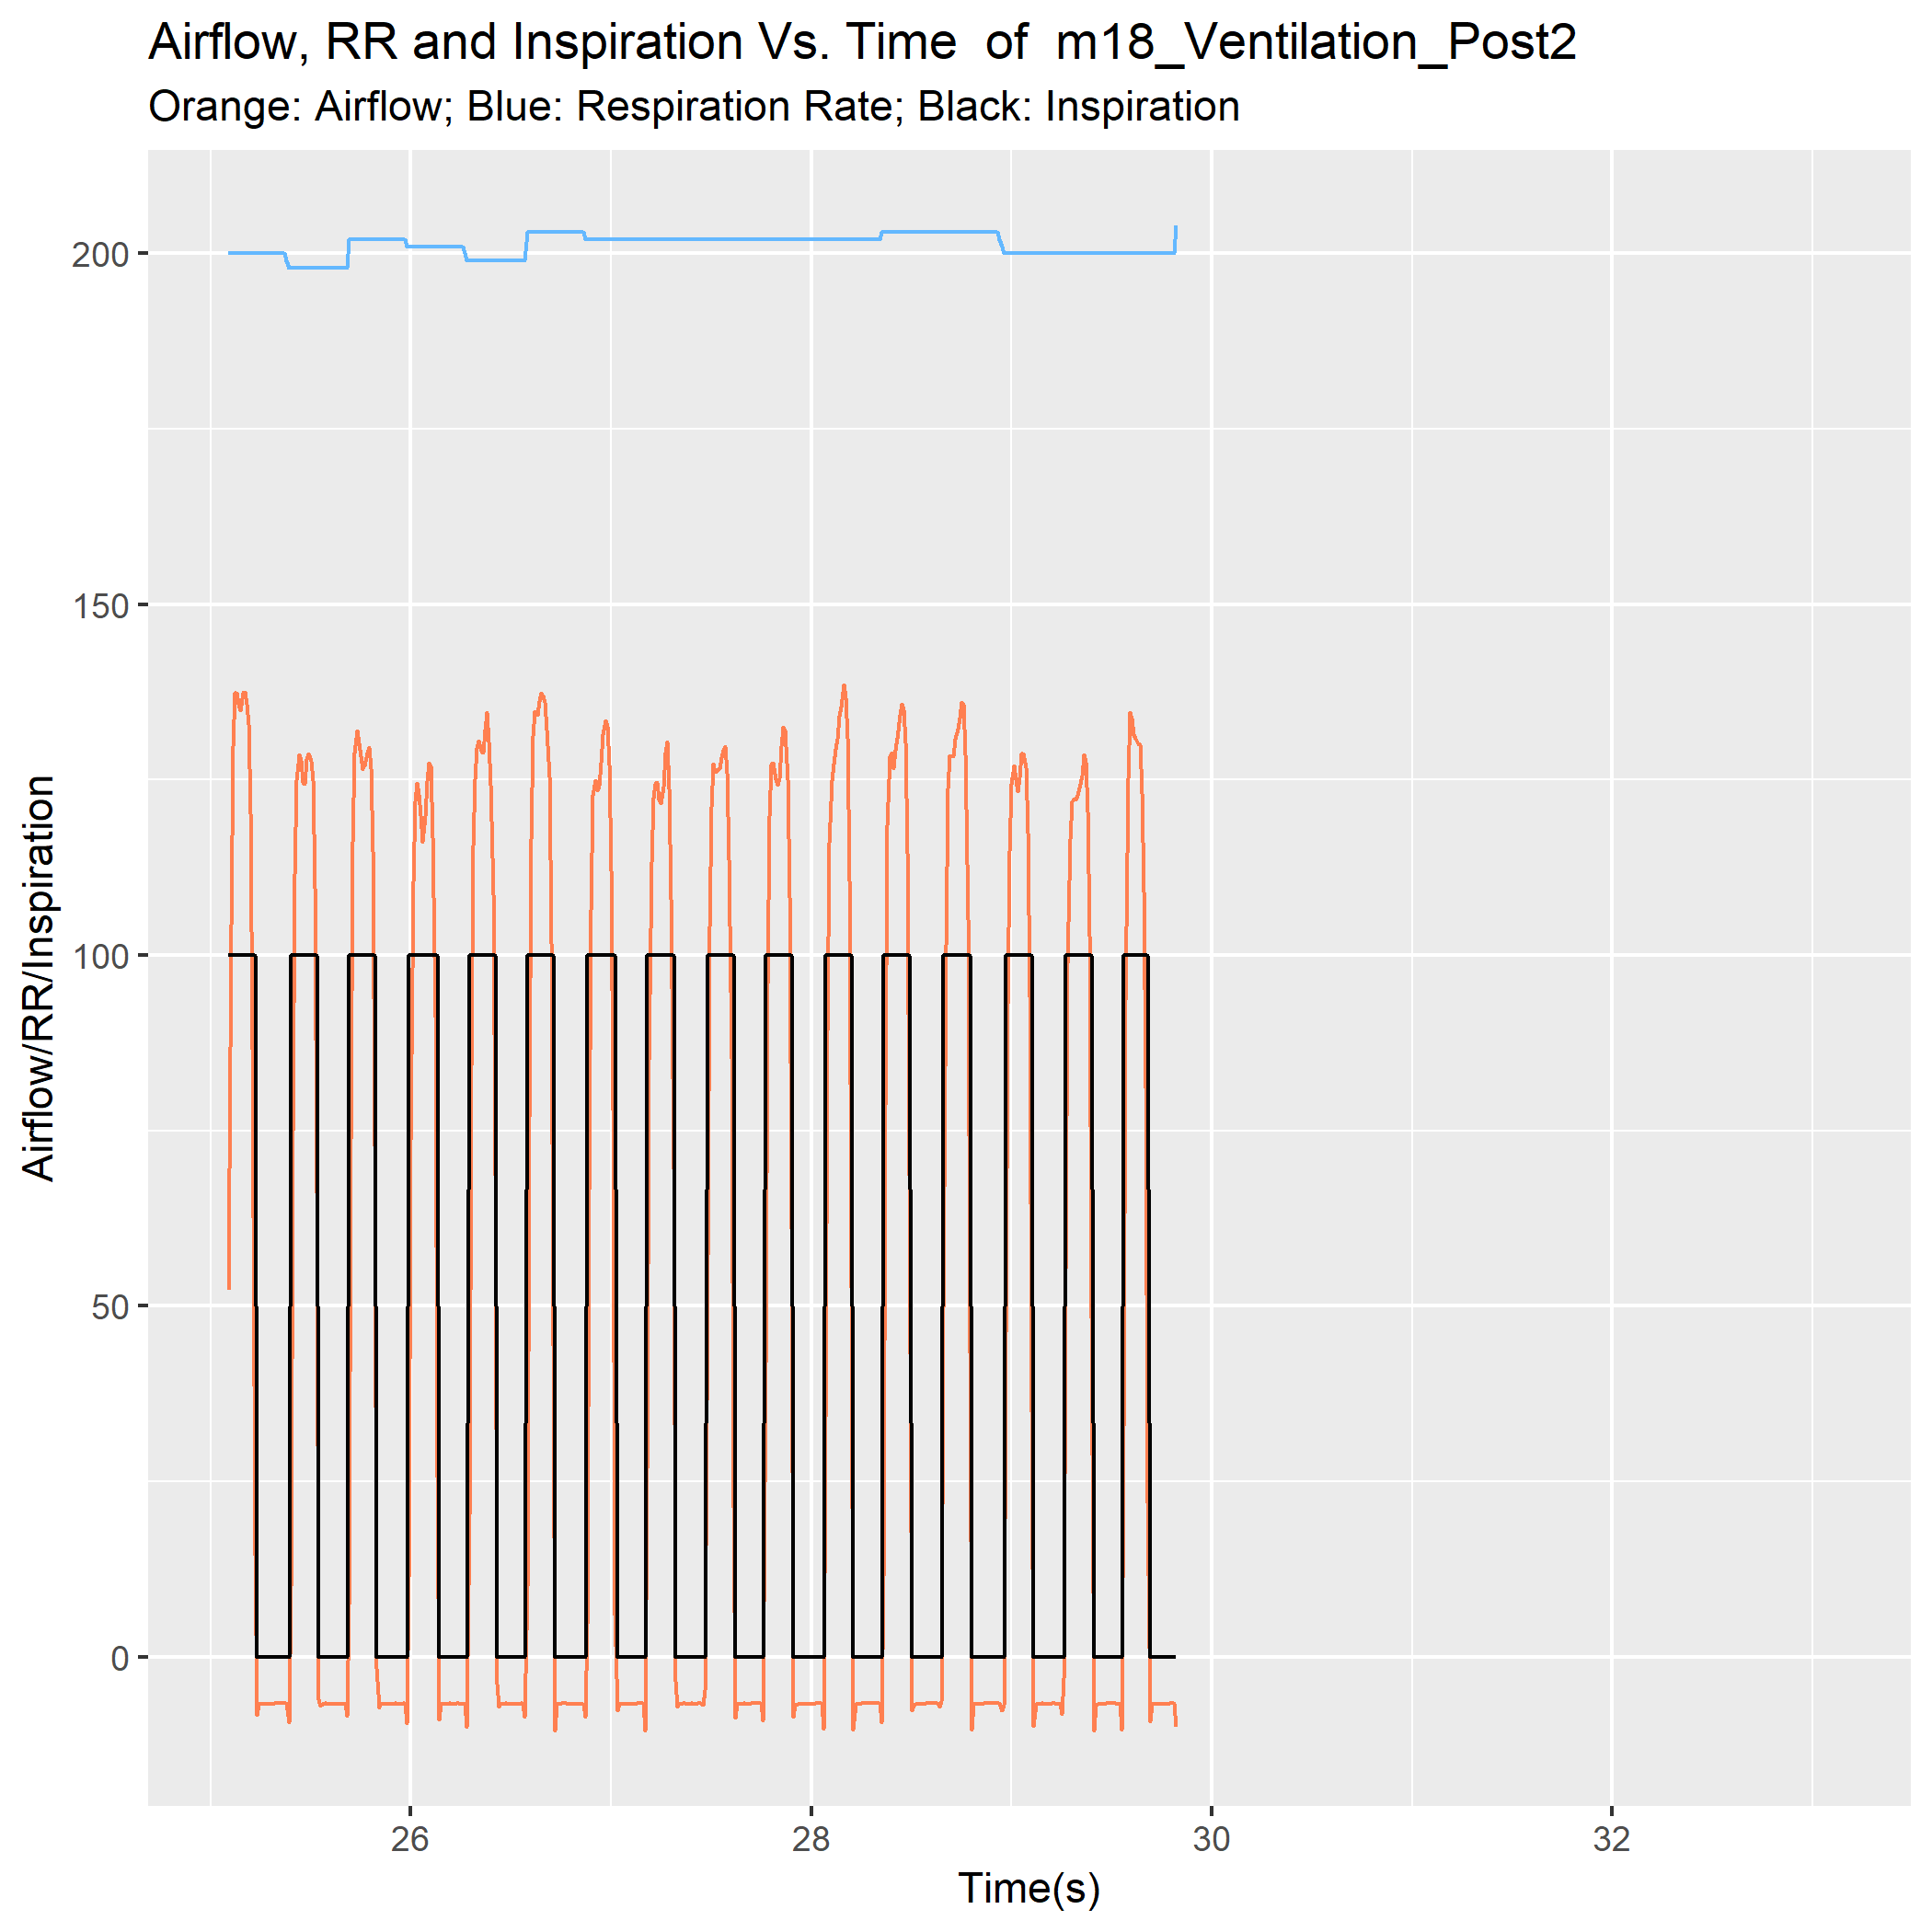 Airflow, RR and Inspiration Vs. Time  of  m18_Ventilation_Post2
Orange: Airflow; Blue: Respiration Rate; Black: Inspiration
Airflow/RR/Inspiration
200
150
100
50
0
26
28
30
32
Time(s)